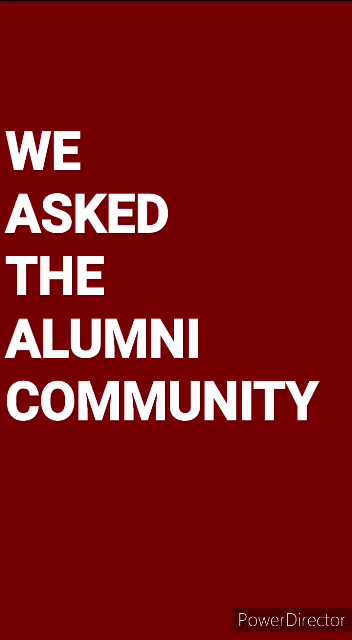 WE
ASKED
THE
ALUMNI
COMMUNITY
PowerDirector